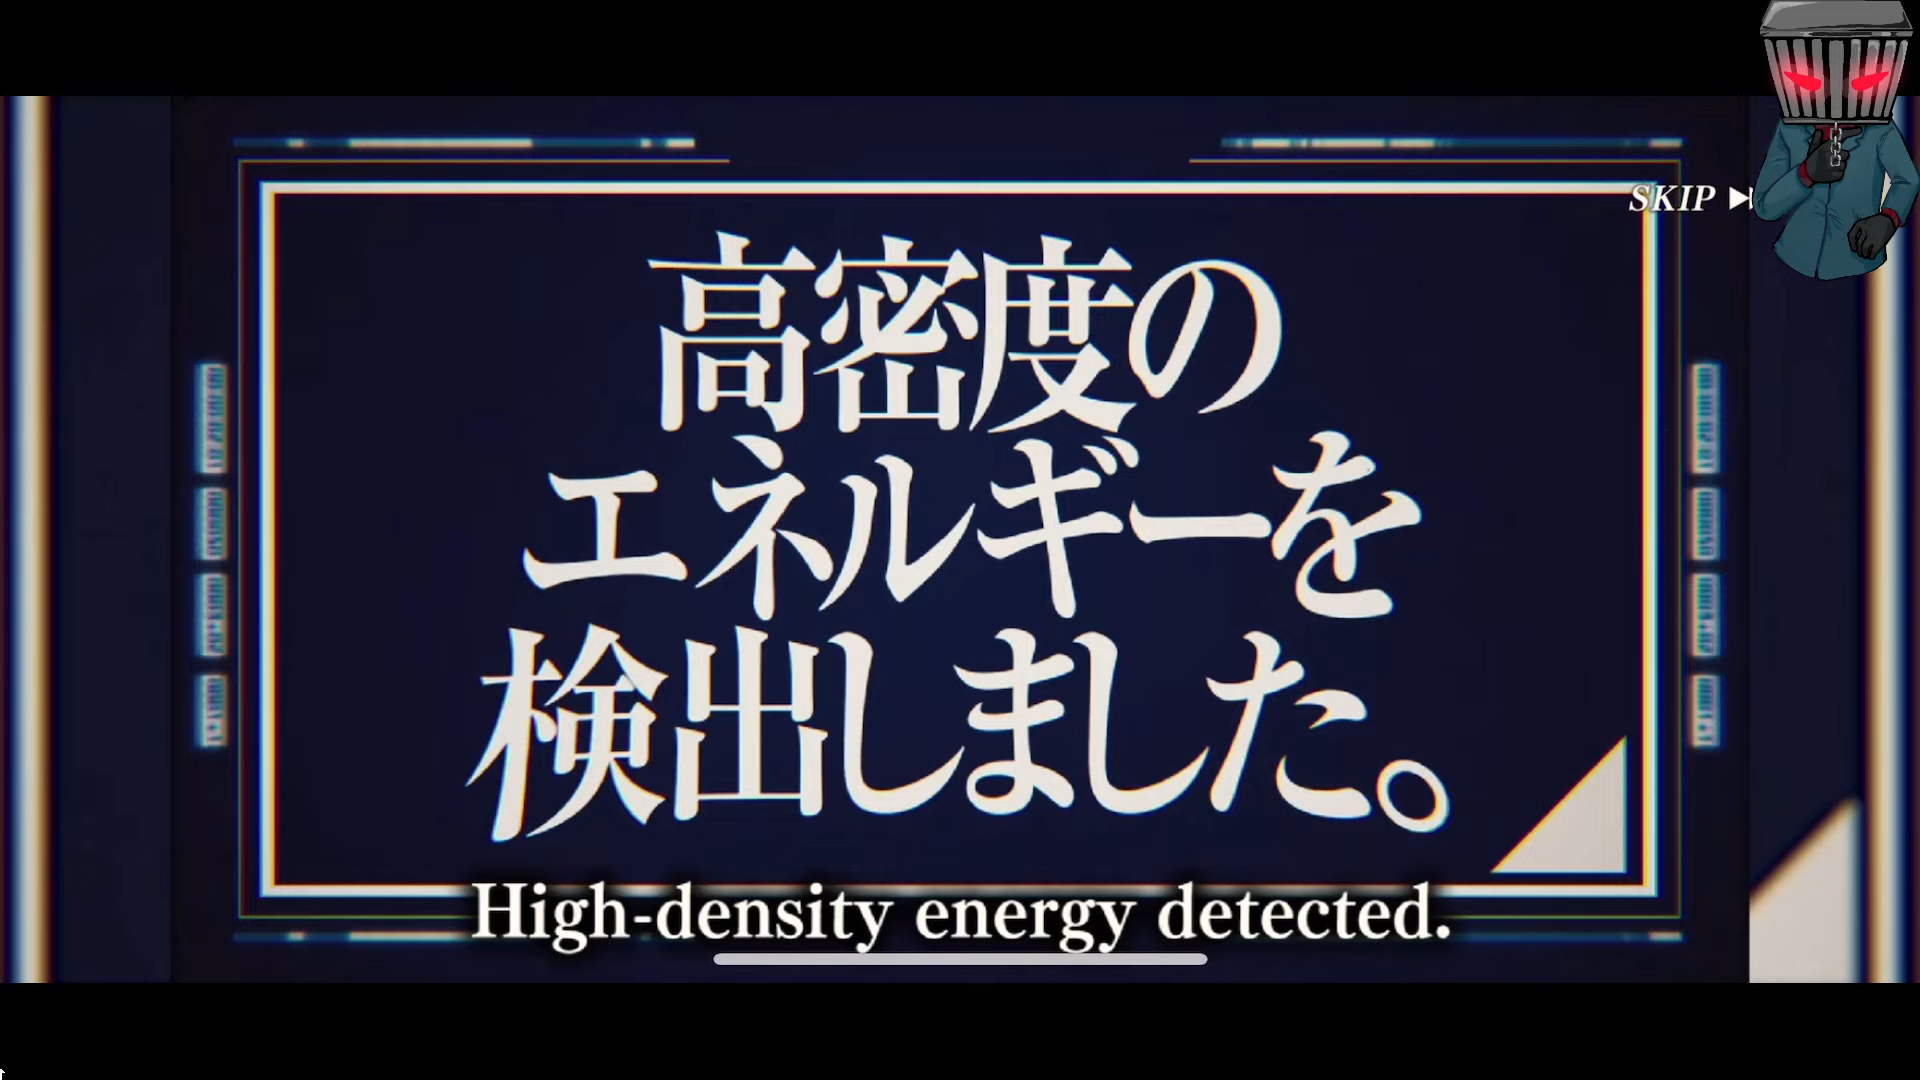 SKIP
高密度の
エネルギーを
検出しました。
High-density energy detected.